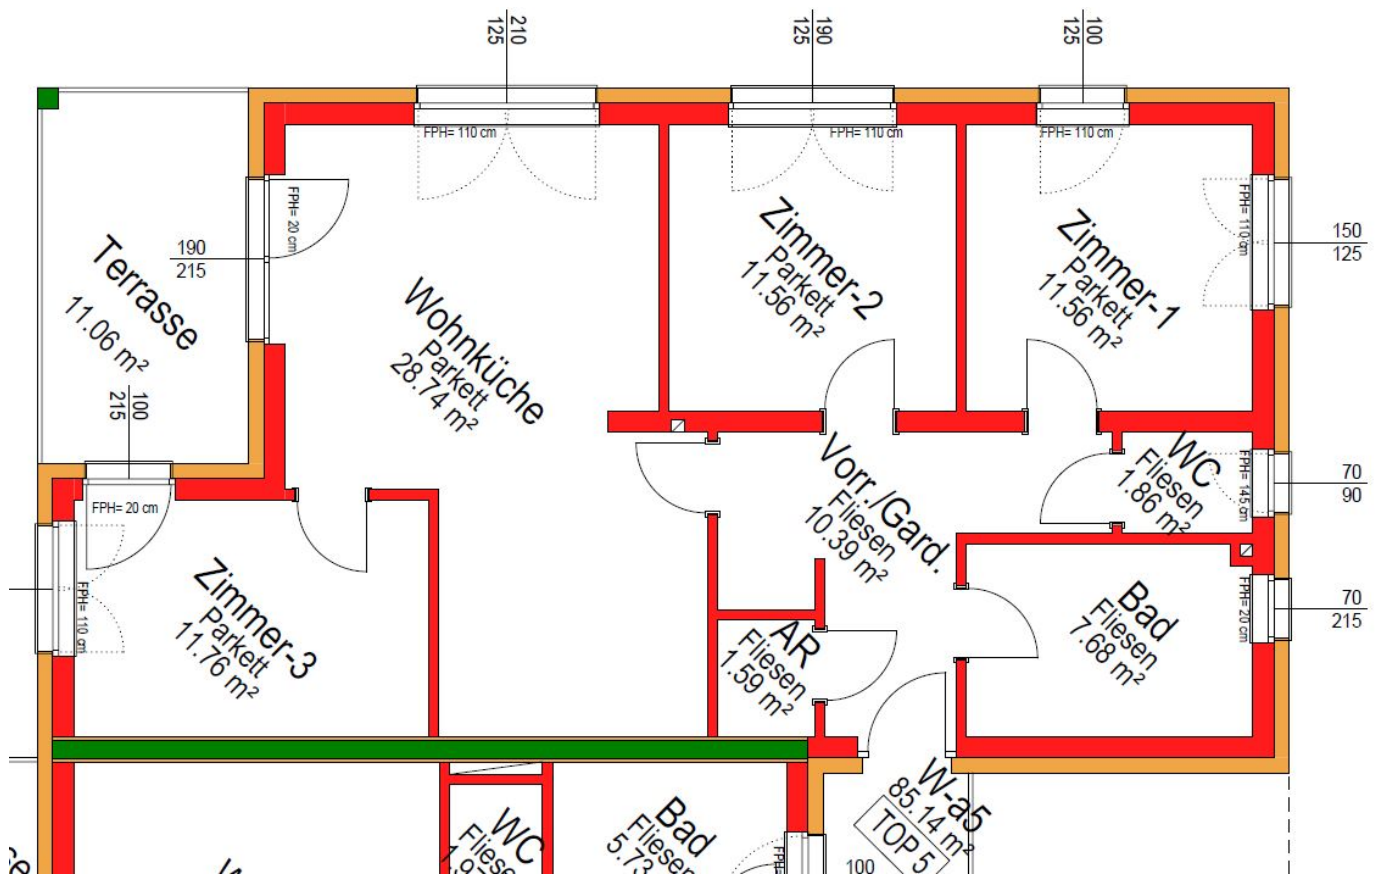 210
125
190
125
100
125
FPH= 110 cm
FPH= 110 cm
FPH= 110 cm
FPH= 20 cm
190
215
Terrasse
11.06 m²
100
215
Wohnküche
Parkett
28.74 m²
Zimmer-2
Parkett
11.56 m²
Zimmer-1
Parkett
11.56 m²
FPH= 110 cm
150
125
WC
Fliesen
1.86 m²
FPH= 145 cm
70
90
Vorr./Gard.
Fliesen
10.39 m²
FPH= 20 cm
FPH= 110 cm
Zimmer-3
Parkett
11.76 m²
AR
Fliesen
1.59 m²
Bad
Fliesen
7.68 m²
FPH= 20 cm
70
215
W-a5
85.14 m²
TOP 5
WC
Fliese
Bad
Fliesen
5.73
FPH=
100